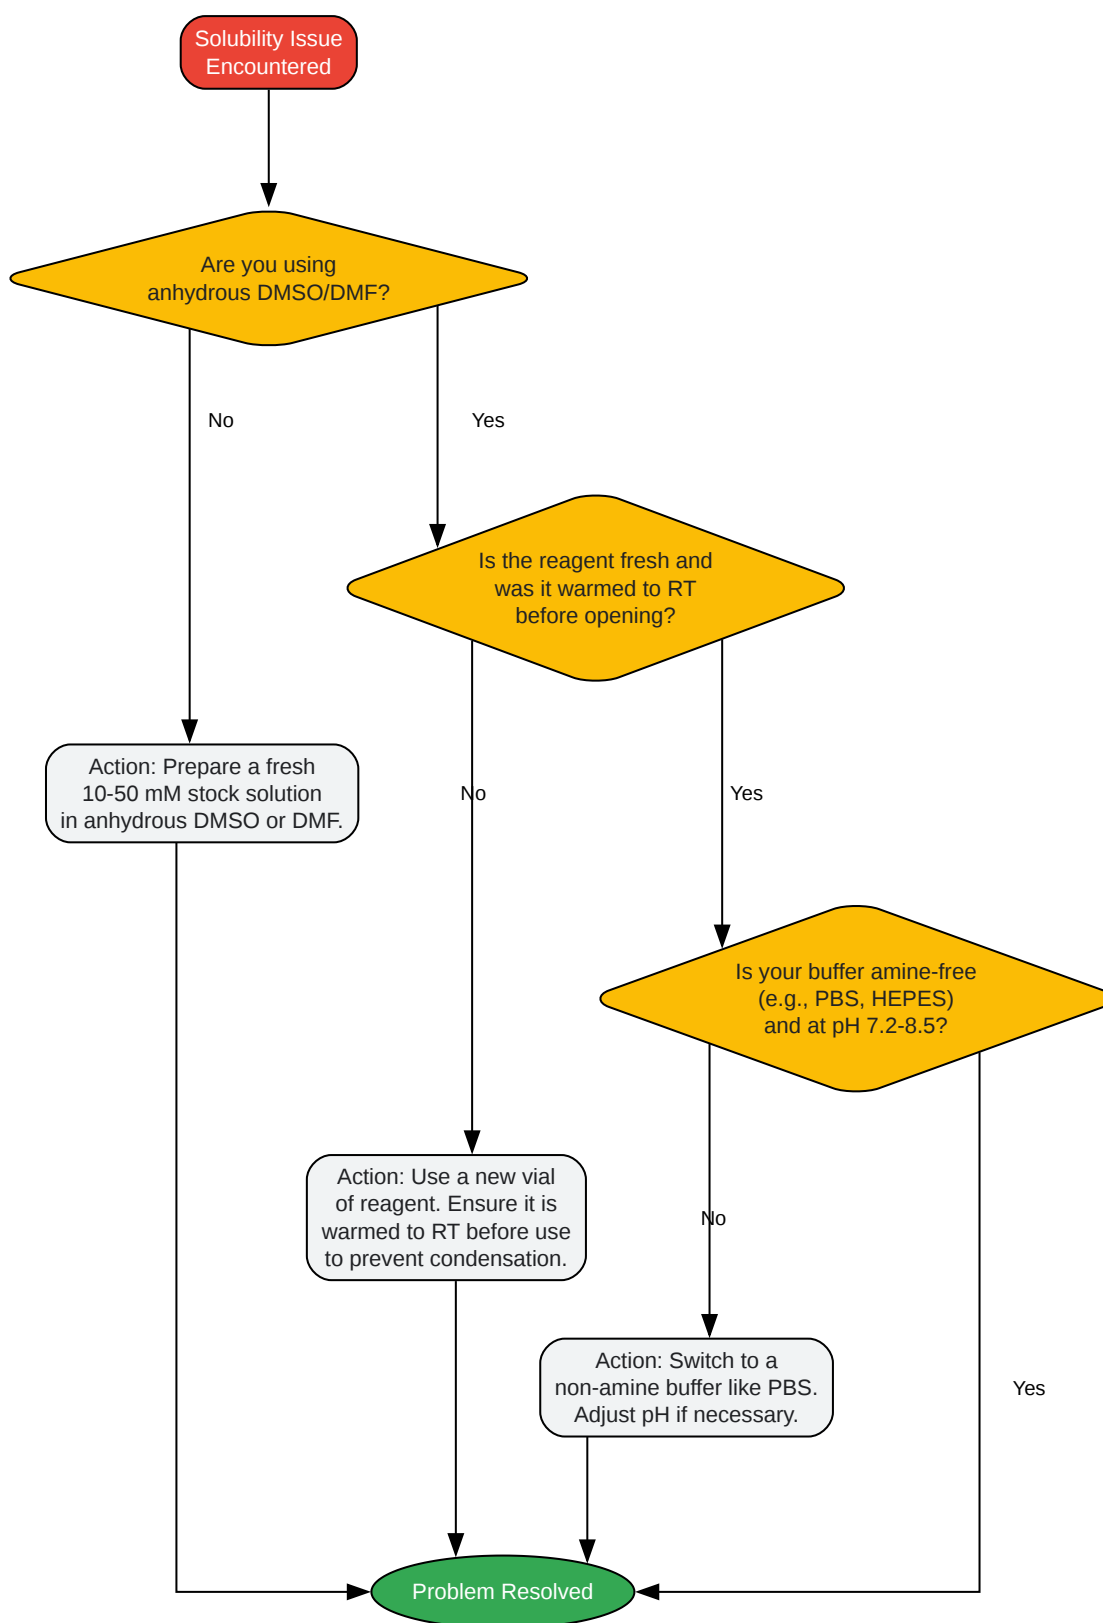 Solubility Issue
Encountered
Are you using
anhydrous DMSO/DMF?
No
Yes
Is the reagent fresh and
was it warmed to RT
before opening?
Action: Prepare a fresh
10-50 mM stock solution
in anhydrous DMSO or DMF.
No
Yes
Is your buffer amine-free
(e.g., PBS, HEPES)
and at pH 7.2-8.5?
Action: Use a new vial
of reagent. Ensure it is
warmed to RT before use
to prevent condensation.
No
Action: Switch to a
non-amine buffer like PBS.
Adjust pH if necessary.
Yes
Problem Resolved